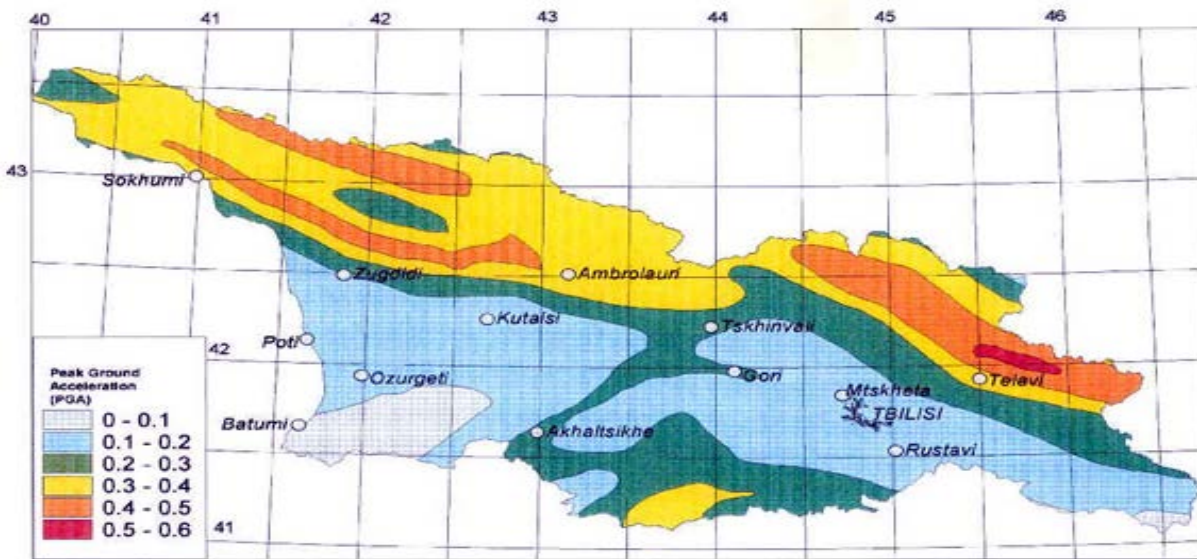 40 41 42 43 44 45 46
43
Sokhumi
Zugdidi
Ambrolauri
Kutaisi
Tskhinvali
Poti
42
Ozurgeti
Gori
Telavi
Mtskheta
TBILISI
Batumi
Akhaltsikhe
Rustavi
41
Peak Ground
Acceleration
(PGA)
0 - 0.1
0.1 - 0.2
0.2 - 0.3
0.3 - 0.4
0.4 - 0.5
0.5 - 0.6